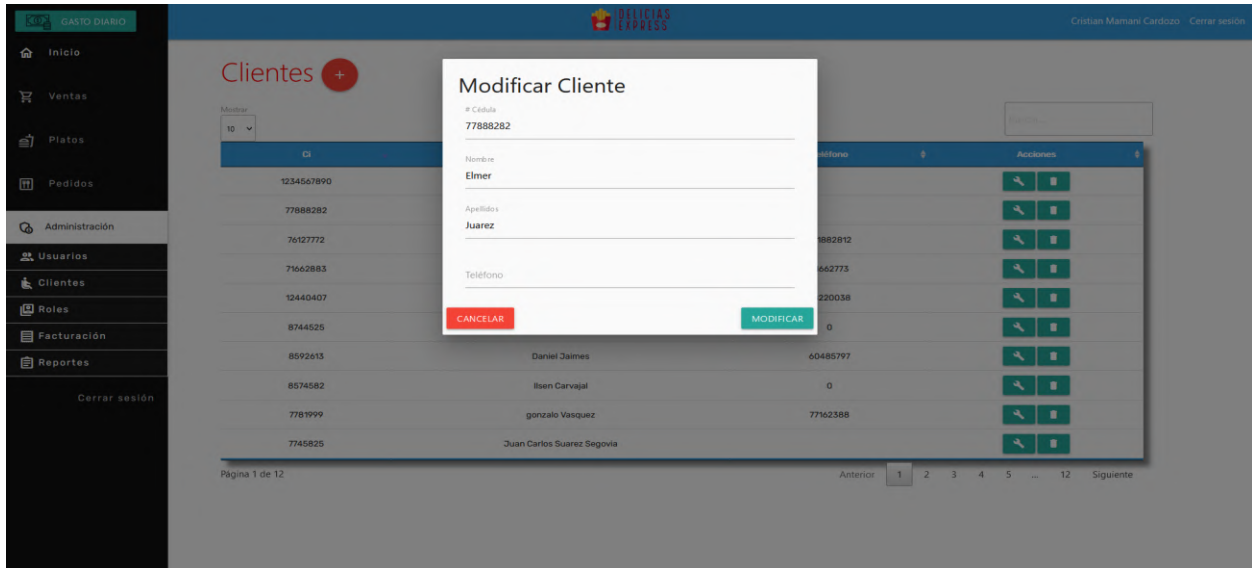 GASTO DIARIO
DELICIAS
EXPRESS
Cristian Mamani Cardozo Cerrar sesión
Inicio
Ventas
Platos
Pedidos
Administración
Usuarios
Clientes
Roles
Facturación
Reportes
Cerrar sesión
Clientes +
Mostrar
10
Ci Teléfono Acciones
1234567890
77888282
76127772 1882812
71662883 662773
12440407 220038
8744525 0
8592613 Daniel Jaimes 60485797
8574582 Ilsen Carvajal 0
7781999 gonzalo Vasquez 77162388
7745825 Juan Carlos Suarez Segovia
Página 1 de 12
Anterior 1 2 3 4 5 ... 12 Siguiente
Modificar Cliente
# Cédula
77888282
Nombre
Elmer
Apellidos
Juarez
Teléfono
CANCELAR MODIFICAR